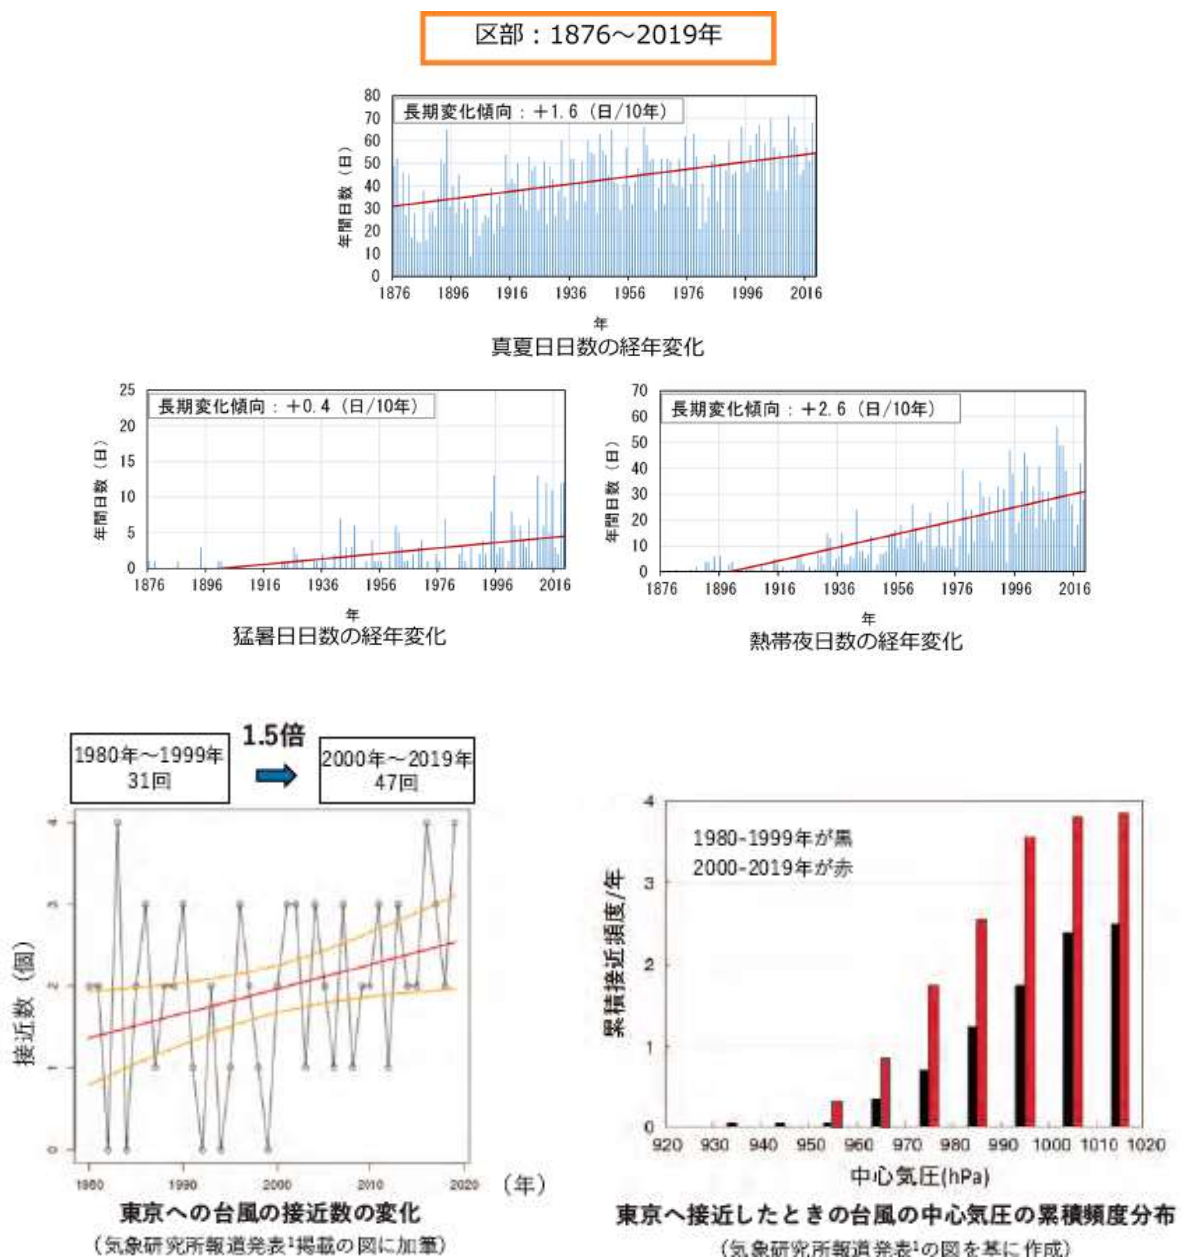 区部：1876～2019年
長期変化傾向：＋1.6（日/10年）
年間日数（日）
80
70
60
50
40
30
20
10
0
1876 1896 1916 1936 1956 1976 1996 2016
年
真夏日日数の経年変化
長期変化傾向：＋0.4（日/10年）
年間日数（日）
25
20
15
10
5
0
1876 1896 1916 1936 1956 1976 1996 2016
年
猛暑日日数の経年変化
長期変化傾向：＋2.6（日/10年）
年間日数（日）
70
60
50
40
30
20
10
0
1876 1896 1916 1936 1956 1976 1996 2016
年
熱帯夜日数の経年変化
1980年～1999年
31回
1.5倍
2000年～2019年
47回
接近数（個）
4
3
2
1
0
1980 1990 2000 2010 2020
（年）
東京への台風の接近数の変化
（気象研究所報道発表¹掲載の図に加筆）
1980-1999年が黒
2000-2019年が赤
累積接近頻度/年
4
3
2
1
0
920 930 940 950 960 970 980 990 1000 1010 1020
中心気圧(hPa)
東京へ接近したときの台風の中心気圧の累積頻度分布
（気象研究所報道発表¹の図を基に作成）